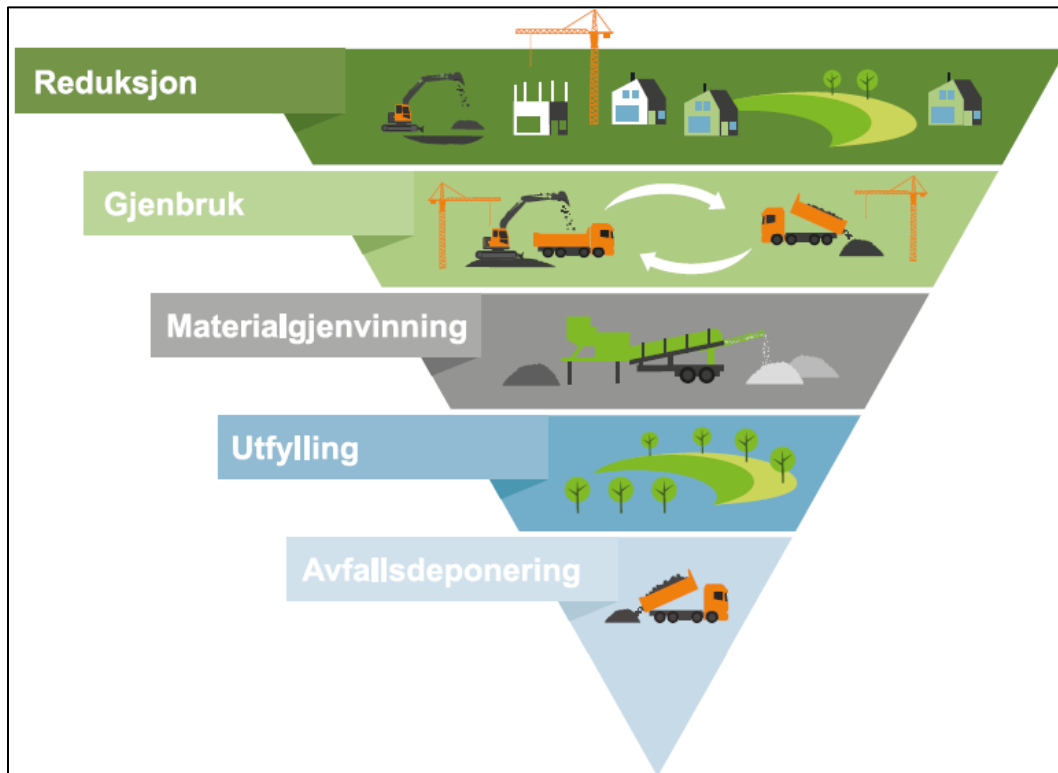 Reduksjon
Gjenbruk
Materialgjenvinning
Utfylling
Avfallsdeponering